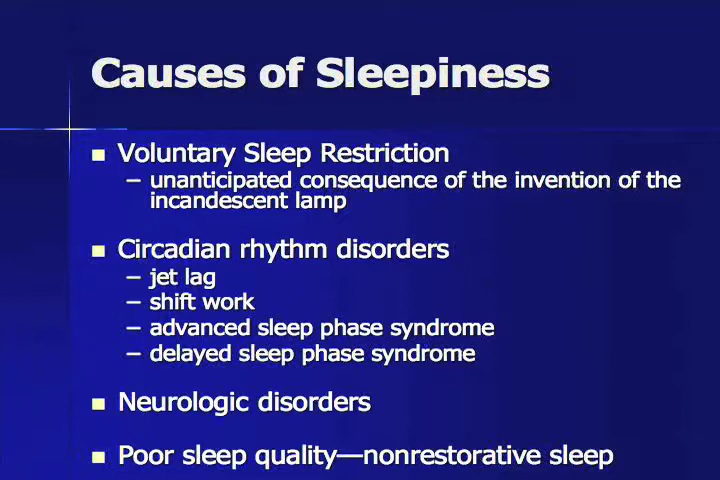 Causes of Sleepiness
■ Voluntary Sleep Restriction
– unanticipated consequence of the invention of the
incandescent lamp
■ Circadian rhythm disorders
– jet lag
– shift work
– advanced sleep phase syndrome
– delayed sleep phase syndrome
■ Neurologic disorders
■ Poor sleep quality—nonrestorative sleep